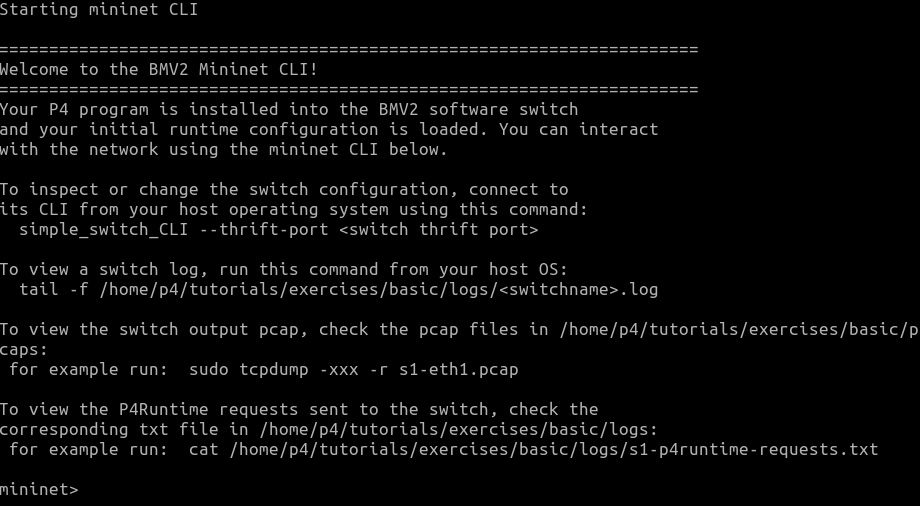 Starting mininet CLI
======================================================================
Welcome to the BMV2 Mininet CLI!
======================================================================
Your P4 program is installed into the BMV2 software switch
and your initial runtime configuration is loaded. You can interact
with the network using the mininet CLI below.
To inspect or change the switch configuration, connect to
its CLI from your host operating system using this command:
  simple_switch_CLI --thrift-port <switch thrift port>
To view a switch log, run this command from your host OS:
  tail -f /home/p4/tutorials/exercises/basic/logs/<switchname>.log
To view the switch output pcap, check the pcap files in /home/p4/tutorials/exercises/basic/p
caps:
 for example run:  sudo tcpdump -xxx -r s1-eth1.pcap
To view the P4Runtime requests sent to the switch, check the
corresponding txt file in /home/p4/tutorials/exercises/basic/logs:
 for example run:  cat /home/p4/tutorials/exercises/basic/logs/s1-p4runtime-requests.txt
mininet>